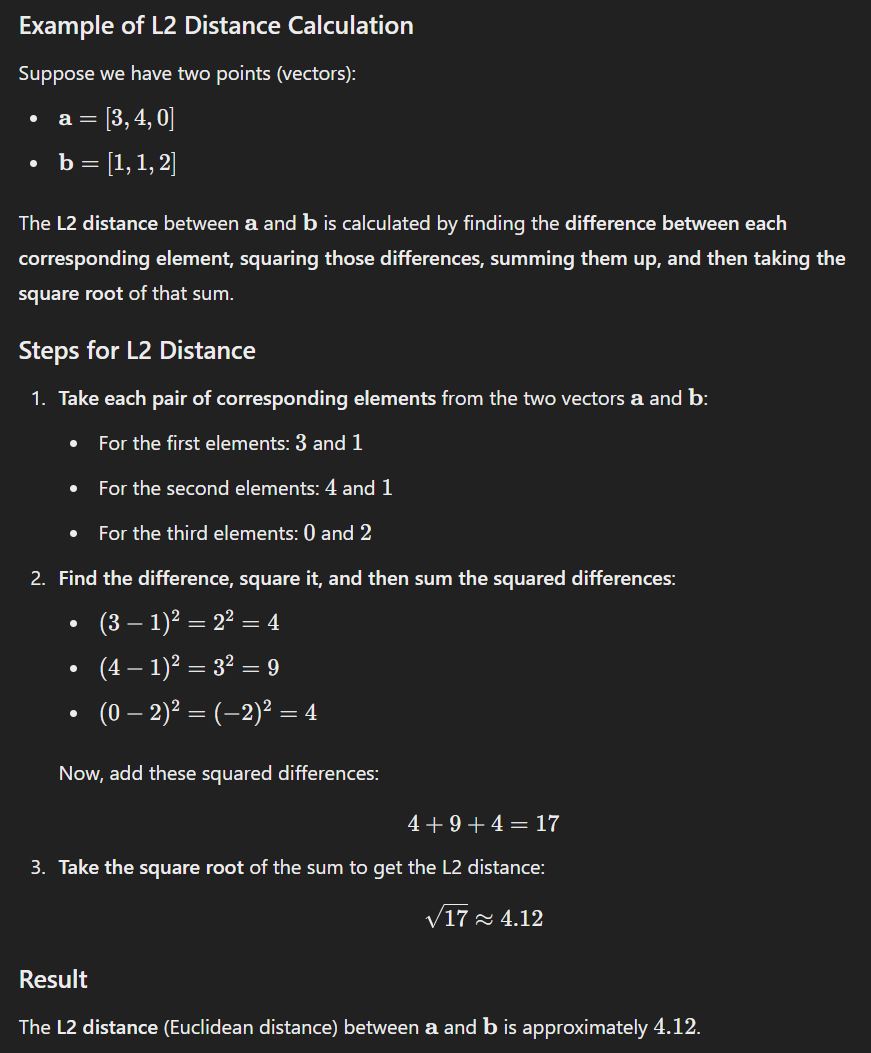 Example of L2 Distance Calculation
Suppose we have two points (vectors):
• a = [3, 4, 0]
• b = [1, 1, 2]
The L2 distance between a and b is calculated by finding the difference between each
corresponding element, squaring those differences, summing them up, and then taking the
square root of that sum.
Steps for L2 Distance
1. Take each pair of corresponding elements from the two vectors a and b:
• For the first elements: 3 and 1
• For the second elements: 4 and 1
• For the third elements: 0 and 2
2. Find the difference, square it, and then sum the squared differences:
• (3 − 1)² = 2² = 4
• (4 − 1)² = 3² = 9
• (0 − 2)² = (−2)² = 4
Now, add these squared differences:
4 + 9 + 4 = 17
3. Take the square root of the sum to get the L2 distance:
√17 ≈ 4.12
Result
The L2 distance (Euclidean distance) between a and b is approximately 4.12.